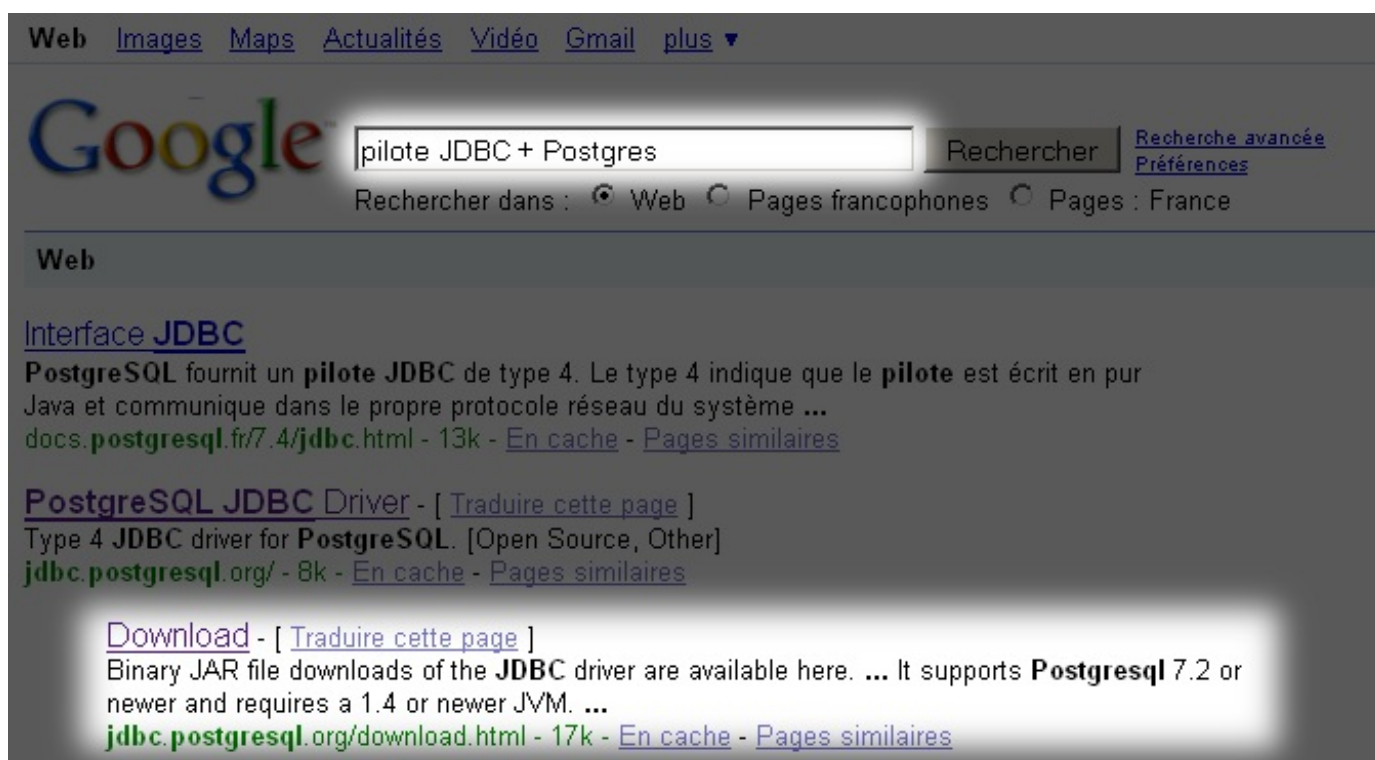 Web Images Maps Actualités Vidéo Gmail plus ▼
Google™ pilote JDBC + Postgres Rechercher Recherche avancée
Préférences
Rechercher dans : Web Pages francophones Pages : France
Web
Interface JDBC
PostgreSQL fournit un pilote JDBC de type 4. Le type 4 indique que le pilote est écrit en pur
Java et communique dans le propre protocole réseau du système ...
docs.postgresql.fr/7.4/jdbc.html - 13k - En cache - Pages similaires
PostgreSQL JDBC Driver - [ Traduire cette page ]
Type 4 JDBC driver for PostgreSQL. [Open Source, Other]
jdbc.postgresql.org/ - 8k - En cache - Pages similaires
Download - [ Traduire cette page ]
Binary JAR file downloads of the JDBC driver are available here. ... It supports Postgresql 7.2 or
newer and requires a 1.4 or newer JVM. ...
jdbc.postgresql.org/download.html - 17k - En cache - Pages similaires